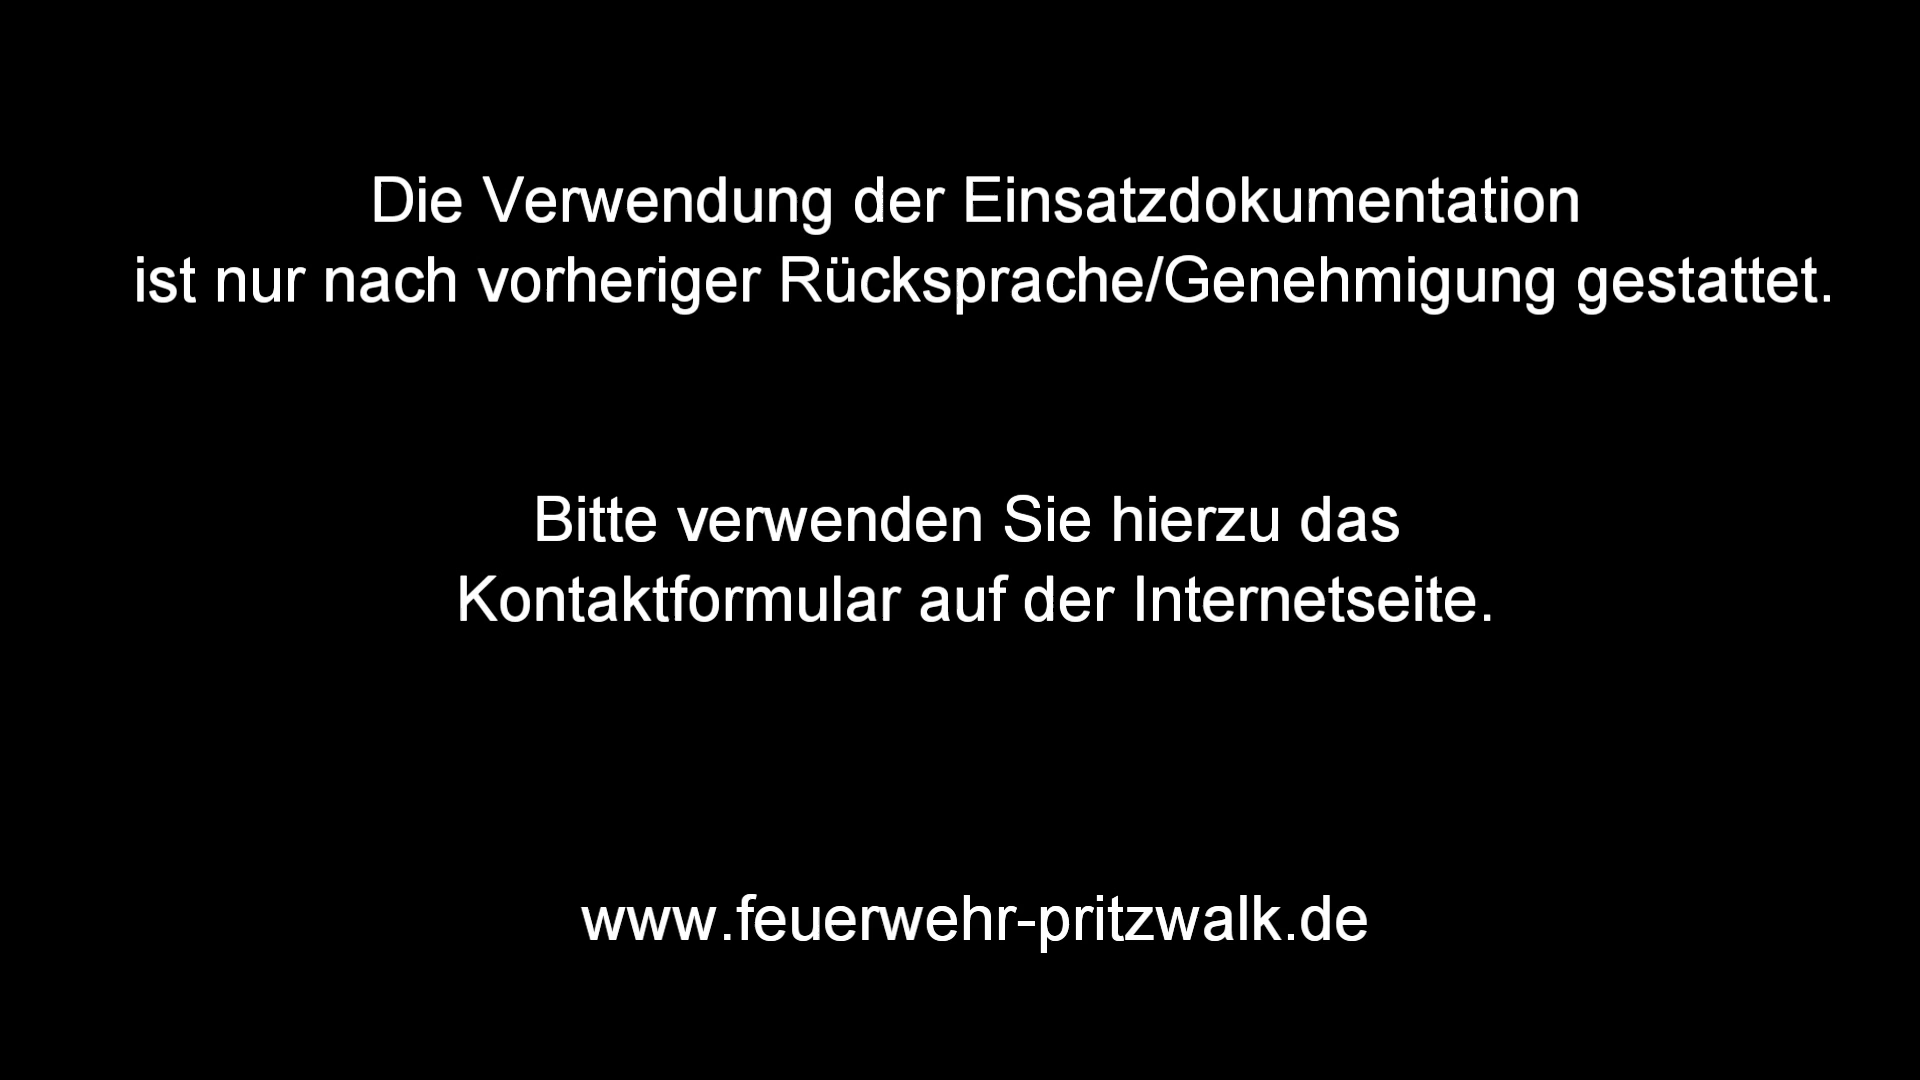 Die Verwendung der Einsatzdokumentation
ist nur nach vorheriger Rücksprache/Genehmigung gestattet.
Bitte verwenden Sie hierzu das
Kontaktformular auf der Internetseite.
www.feuerwehr-pritzwalk.de